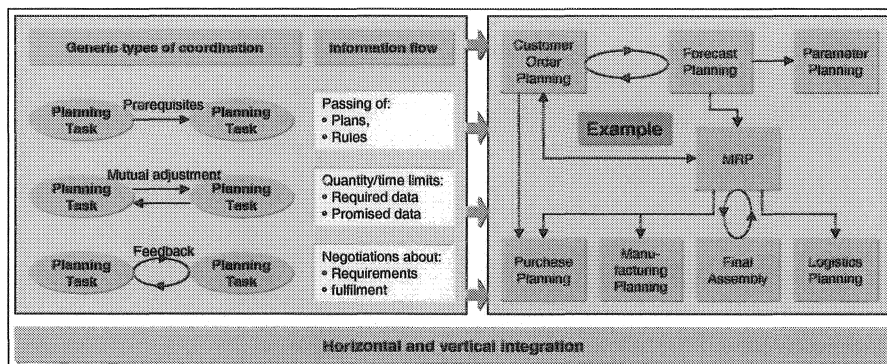 Generic types of coordination
Information flow
Planning
Task
Prerequisites
Planning
Task
Passing of:
• Plans,
• Rules
Planning
Task
Mutual adjustment
Planning
Task
Quantity/time limits:
• Required data
• Promised data
Planning
Task
Feedback
Planning
Task
Negotiations about:
• Requirements
• fulfilment
Customer
Order
Planning
Forecast
Planning
Parameter
Planning
Example
MRP
Purchase
Planning
Manu-
facturing
Planning
Final
Assembly
Logistics
Planning
Horizontal and vertical integration